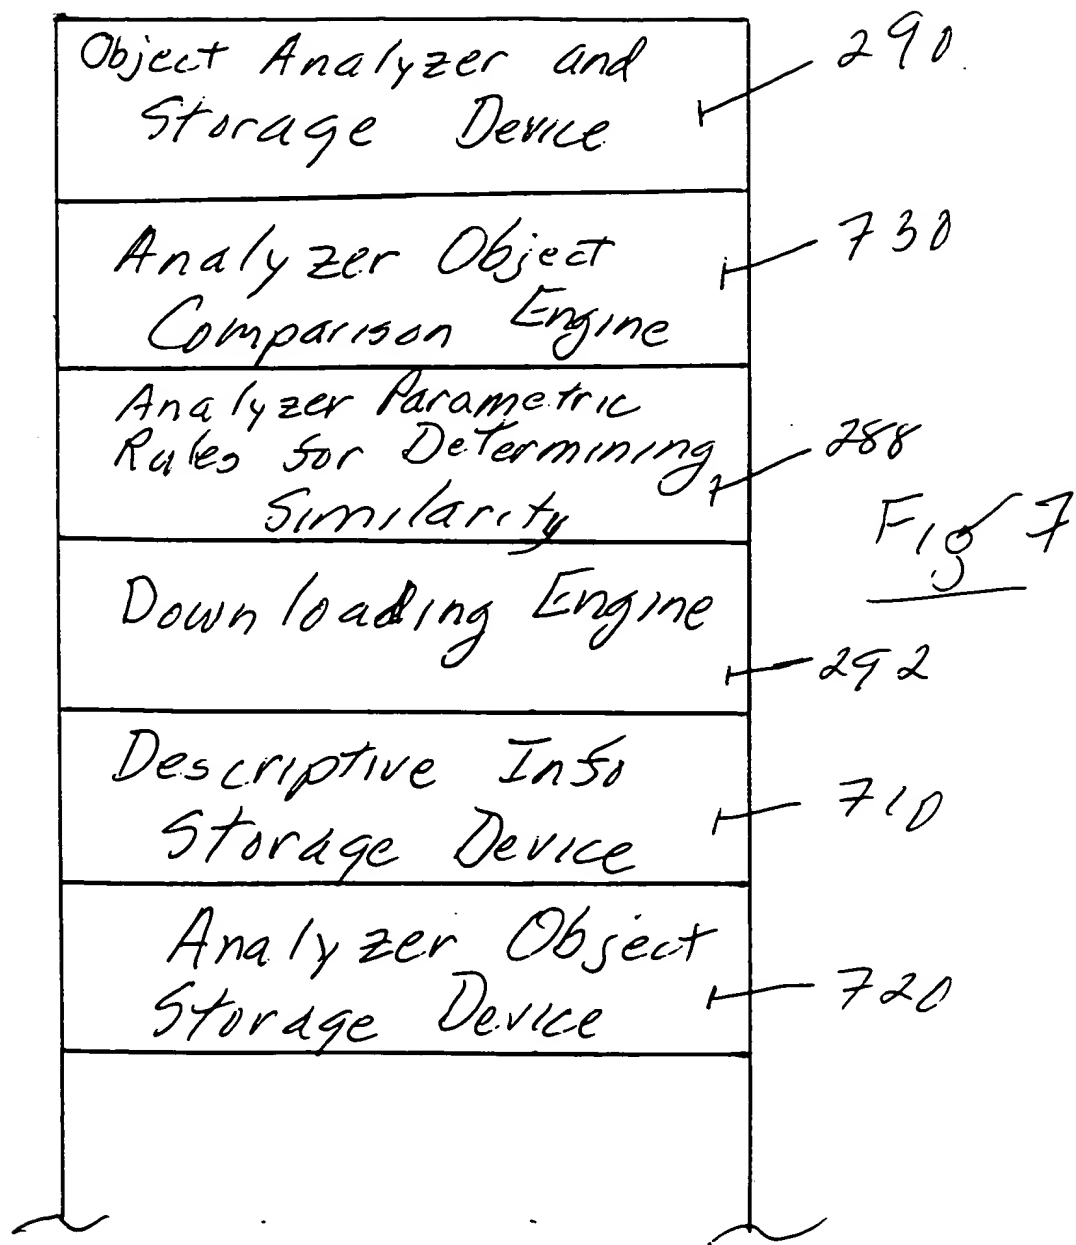 Object Analyzer and
Storage Device
290
Analyzer Object
Comparison Engine
730
Analyzer Parametric
Rules for Determining
Similarity
288
Fig 7
Downloading Engine
292
Descriptive Info
Storage Device
710
Analyzer Object
Storage Device
720